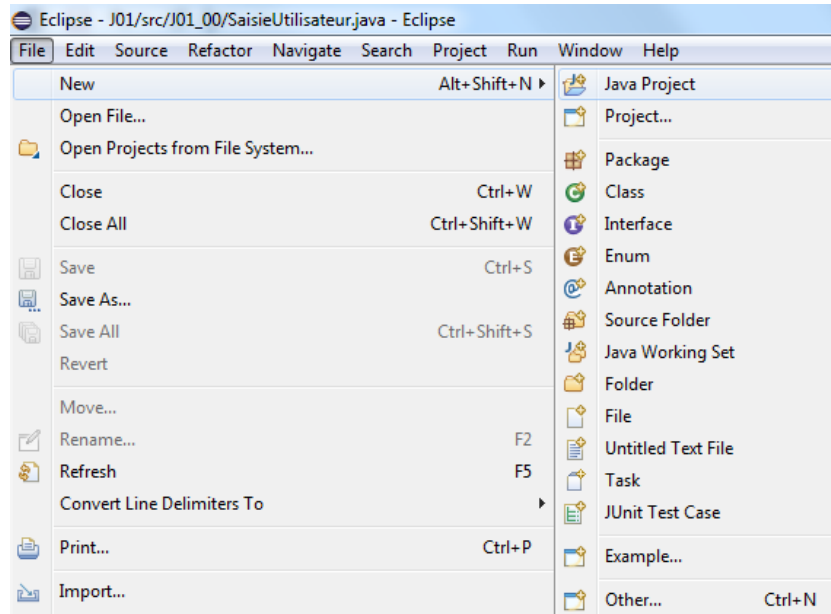 Eclipse - J01/src/J01_00/SaisieUtilisateur.java - Eclipse
File Edit Source Refactor Navigate Search Project Run Window Help
New Alt+Shift+N
Open File...
Open Projects from File System...
Close Ctrl+W
Close All Ctrl+Shift+W
Save Ctrl+S
Save As...
Save All Ctrl+Shift+S
Revert
Move...
Rename... F2
Refresh F5
Convert Line Delimiters To
Print... Ctrl+P
Import...
Java Project
Project...
Package
Class
Interface
Enum
Annotation
Source Folder
Java Working Set
Folder
File
Untitled Text File
Task
JUnit Test Case
Example...
Other... Ctrl+N